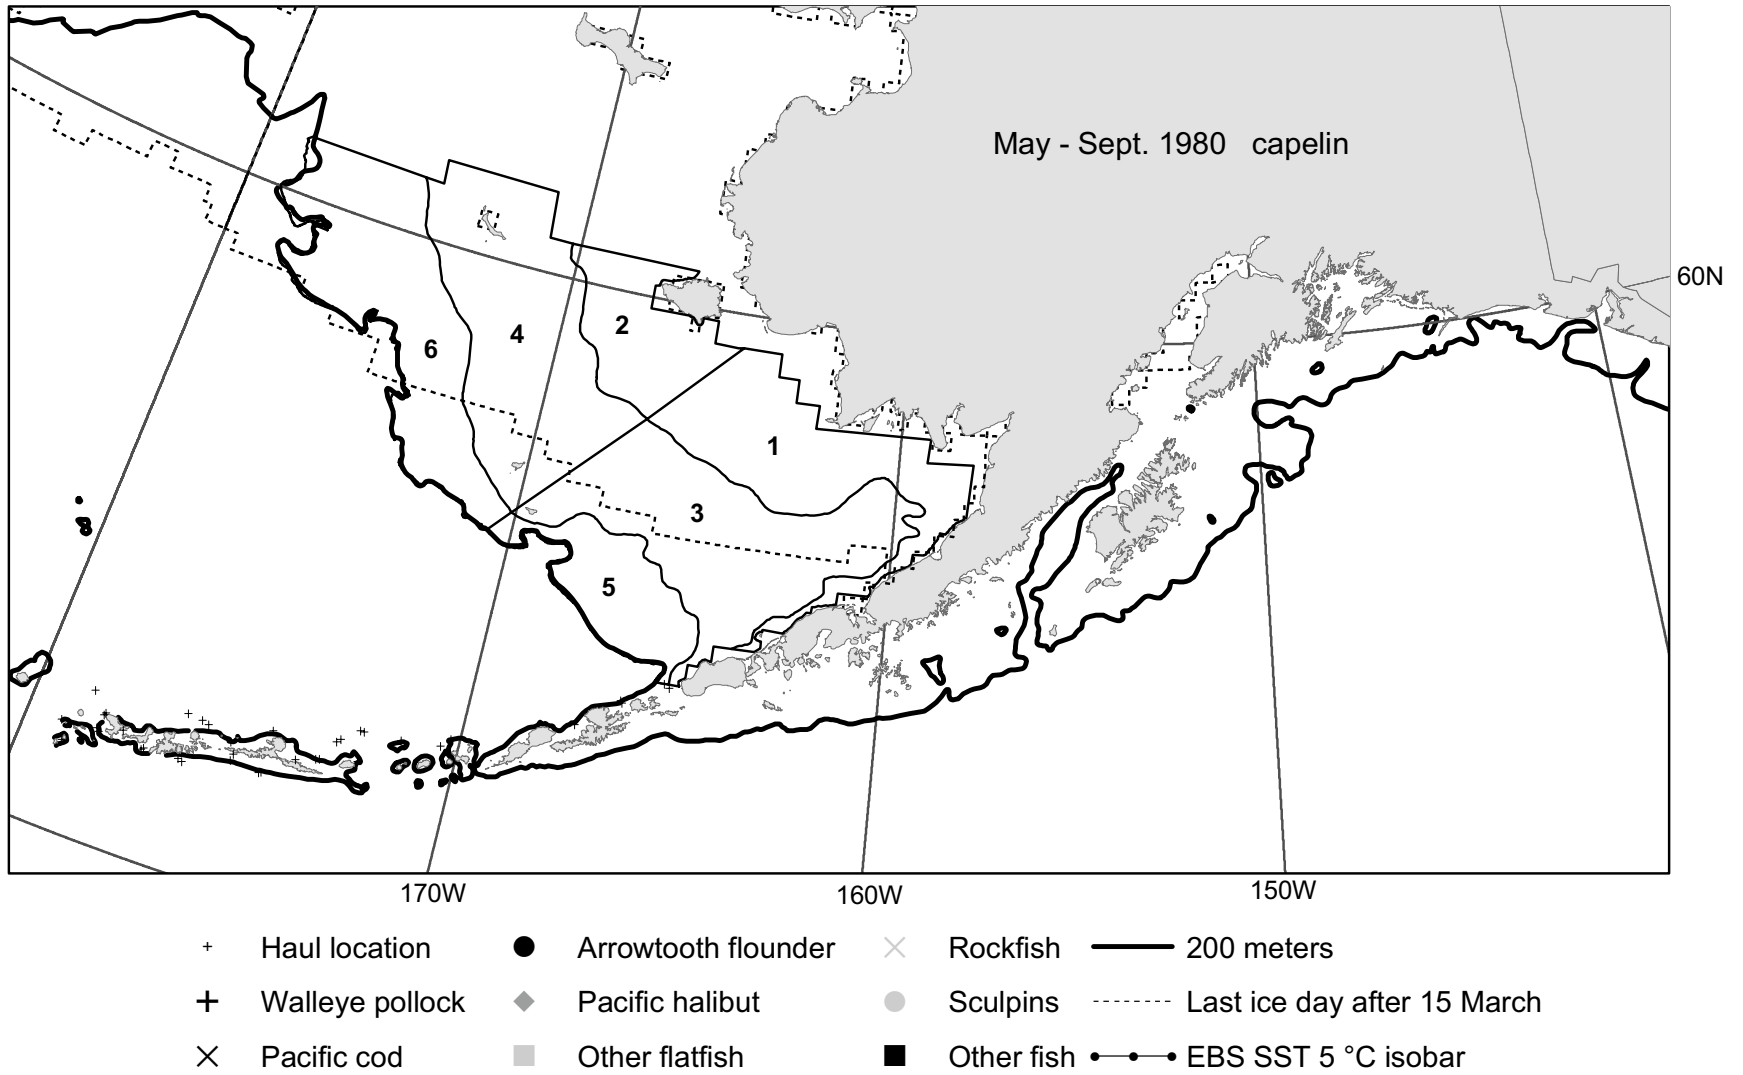 May - Sept. 1980 capelin
60N
2
4
6
1
3
5
170W
160W
150W
Haul location Arrowtooth flounder Rockfish 200 meters
Walleye pollock Pacific halibut Sculpins Last ice day after 15 March
Pacific cod Other flatfish Other fish EBS SST 5 °C isobar